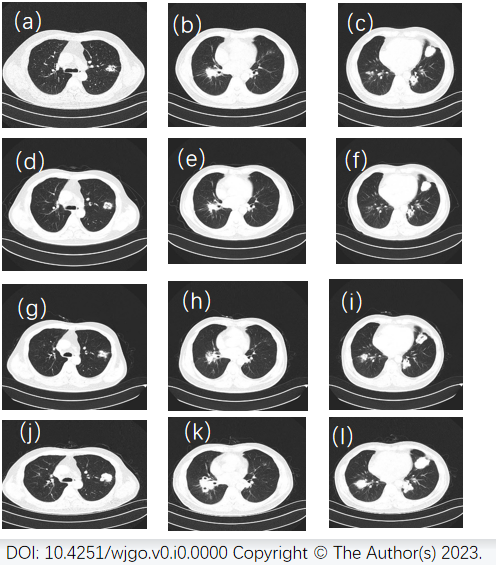 (a) (b) (c)
(d) (e) (f)
(g) (h) (i)
(j) (k) (l)
DOI: 10.4251/wjgo.v0.i0.0000 Copyright © The Author(s) 2023.